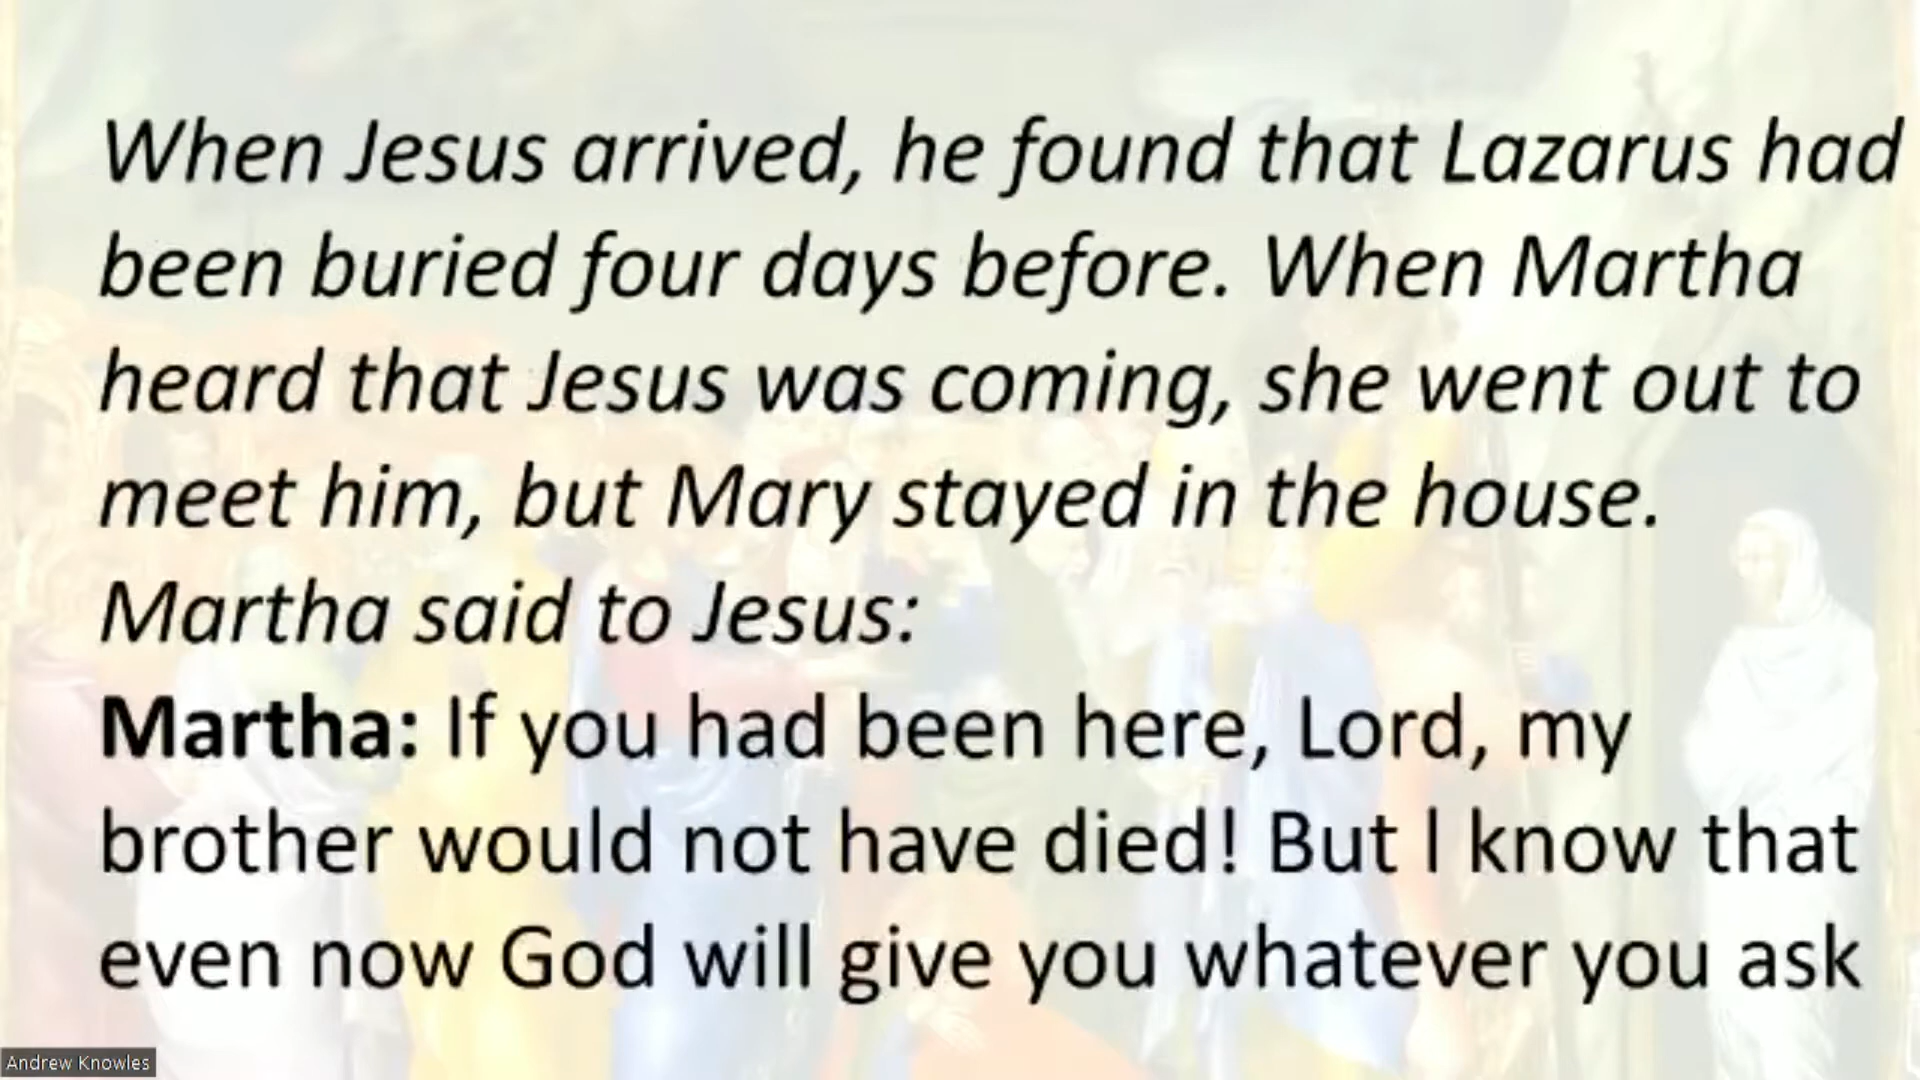 When Jesus arrived, he found that Lazarus had
been buried four days before. When Martha
heard that Jesus was coming, she went out to
meet him, but Mary stayed in the house.
Martha said to Jesus:
Martha: If you had been here, Lord, my
brother would not have died! But I know that
even now God will give you whatever you ask
Andrew Knowles